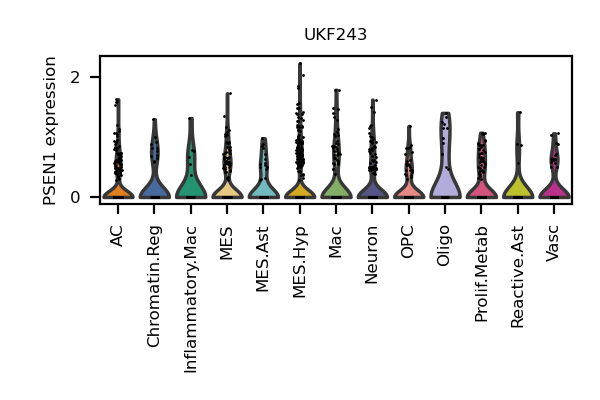 UKF243
PSEN1 expression
2
0
AC
Chromatin.Reg
Inflammatory.Mac
MES
MES.Ast
MES.Hyp
Mac
Neuron
OPC
Oligo
Prolif.Metab
Reactive.Ast
Vasc